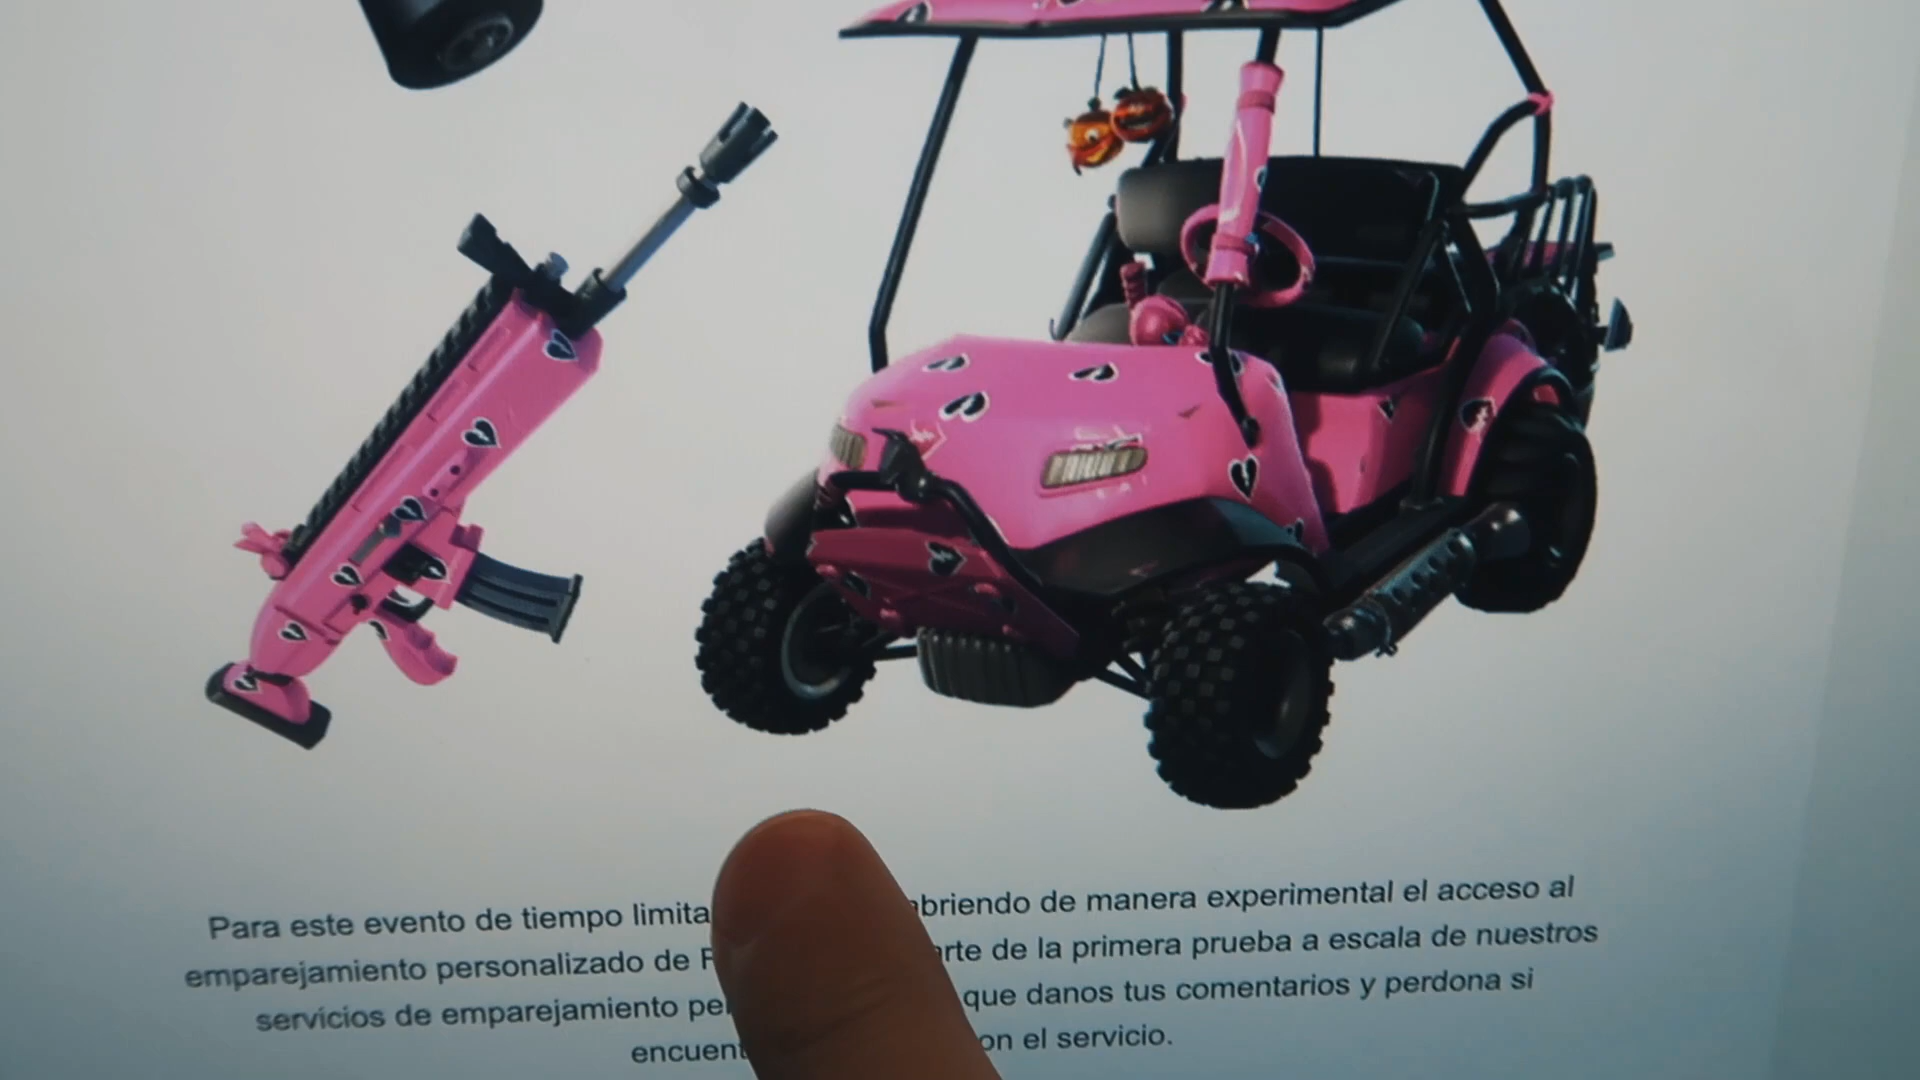 Para este evento de tiempo limita briendo de manera experimental el acceso al
emparejamiento personalizado de rte de la primera prueba a escala de nuestros
servicios de emparejamiento pe que danos tus comentarios y perdona si
encuent on el servicio.